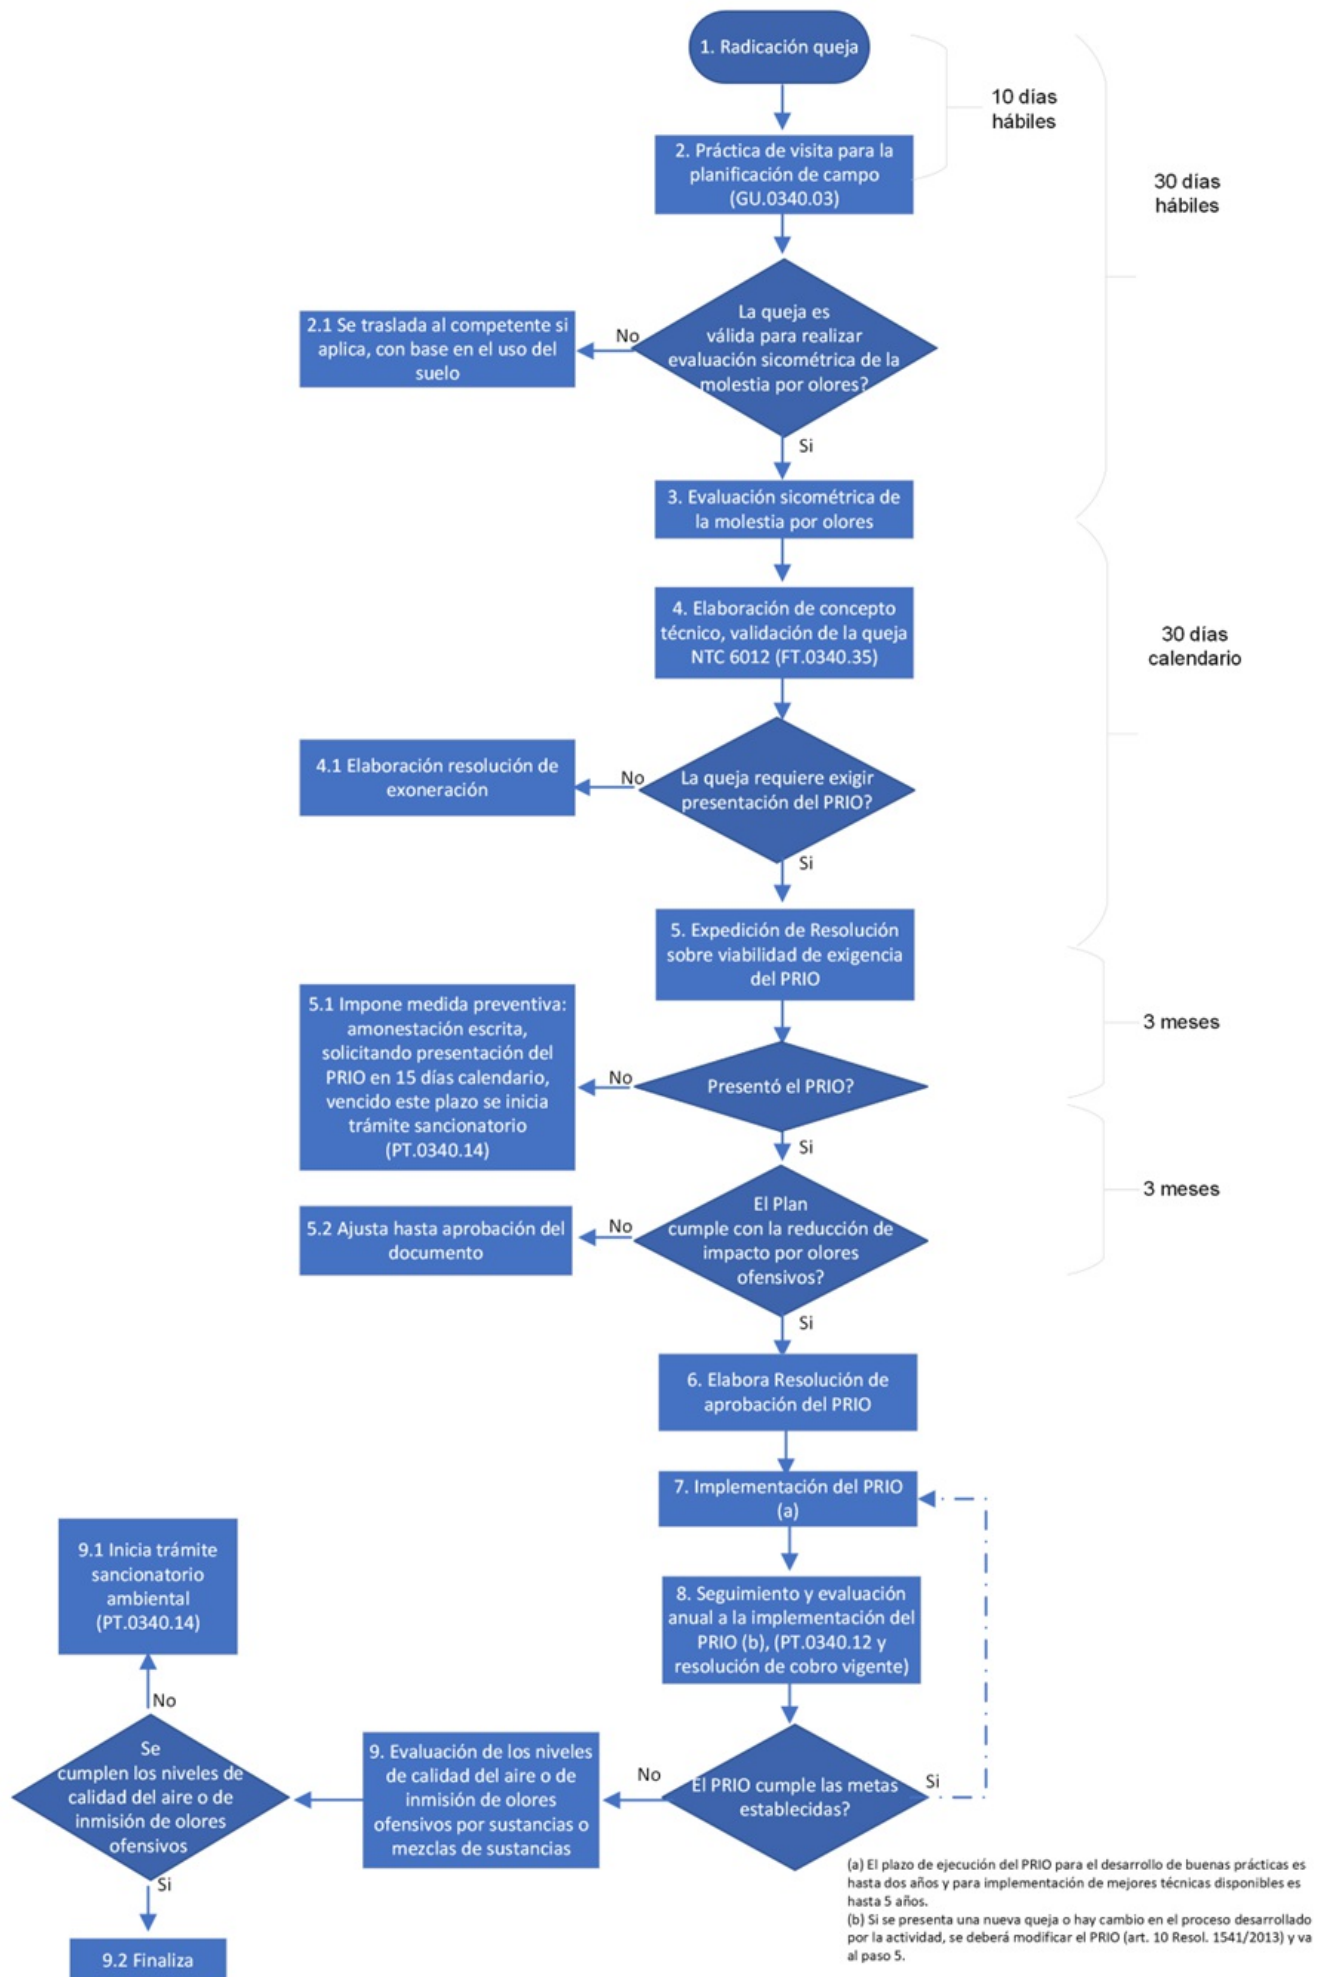 1. Radicación queja
10 días
hábiles
2. Práctica de visita para la
planificación de campo
(GU.0340.03)
30 días
hábiles
La queja es
válida para realizar
evaluación sicométrica de la
molestia por olores?
No
2.1 Se traslada al competente si
aplica, con base en el uso del
suelo
Si
3. Evaluación sicométrica de
la molestia por olores
4. Elaboración de concepto
técnico, validación de la queja
NTC 6012 (FT.0340.35)
30 días
calendario
La queja requiere exigir
presentación del PRIO?
No
4.1 Elaboración resolución de
exoneración
Si
5. Expedición de Resolución
sobre viabilidad de exigencia
del PRIO
3 meses
Presentó el PRIO?
No
5.1 Impone medida preventiva:
amonestación escrita,
solicitando presentación del
PRIO en 15 días calendario,
vencido este plazo se inicia
trámite sancionatorio
(PT.0340.14)
Si
3 meses
El Plan
cumple con la reducción de
impacto por olores
ofensivos?
No
5.2 Ajusta hasta aprobación del
documento
Si
6. Elabora Resolución de
aprobación del PRIO
7. Implementación del PRIO
(a)
8. Seguimiento y evaluación
anual a la implementación del
PRIO (b), (PT.0340.12 y
resolución de cobro vigente)
El PRIO cumple las metas
establecidas?
Si
No
9. Evaluación de los niveles
de calidad del aire o de
inmisión de olores
ofensivos por sustancias o
mezclas de sustancias
Se
cumplen los niveles de
calidad del aire o de
inmisión de olores
ofensivos
No
9.1 Inicia trámite
sancionatorio
ambiental
(PT.0340.14)
Si
9.2 Finaliza
(a) El plazo de ejecución del PRIO para el desarrollo de buenas prácticas es
hasta dos años y para implementación de mejores técnicas disponibles es
hasta 5 años.
(b) Si se presenta una nueva queja o hay cambio en el proceso desarrollado
por la actividad, se deberá modificar el PRIO (art. 10 Resol. 1541/2013) y va
al paso 5.